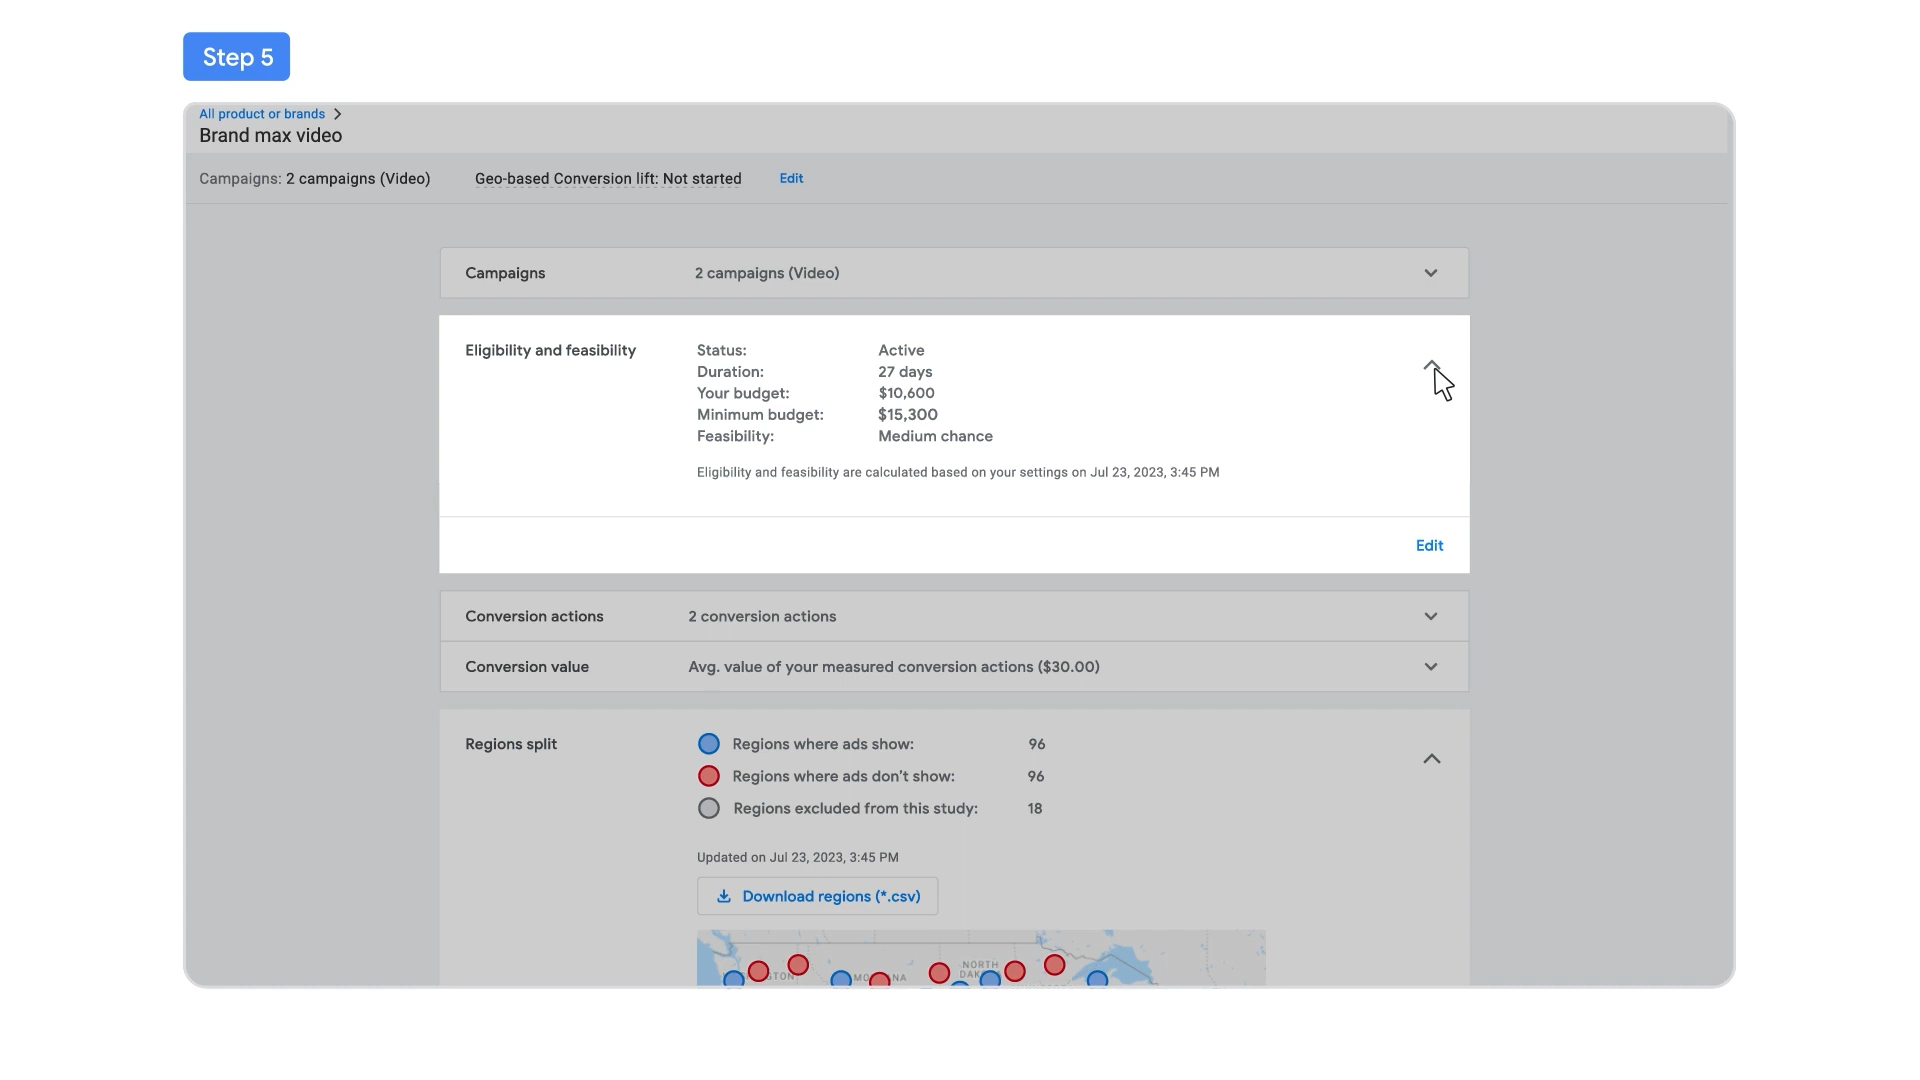 Step 5
All product or brands
Brand max video
Campaigns: 2 campaigns (Video) Geo-based Conversion lift: Not started Edit
Campaigns 2 campaigns (Video)
Eligibility and feasibility Status: Active
Duration: 27 days
Your budget: $10,600
Minimum budget: $15,300
Feasibility: Medium chance
Eligibility and feasibility are calculated based on your settings on Jul 23, 2023, 3:45 PM
Edit
Conversion actions 2 conversion actions
Conversion value Avg. value of your measured conversion actions ($30.00)
Regions split Regions where ads show: 96
Regions where ads don't show: 96
Regions excluded from this study: 18
Updated on Jul 23, 2023, 3:45 PM
Download regions (*.csv)
NORTH